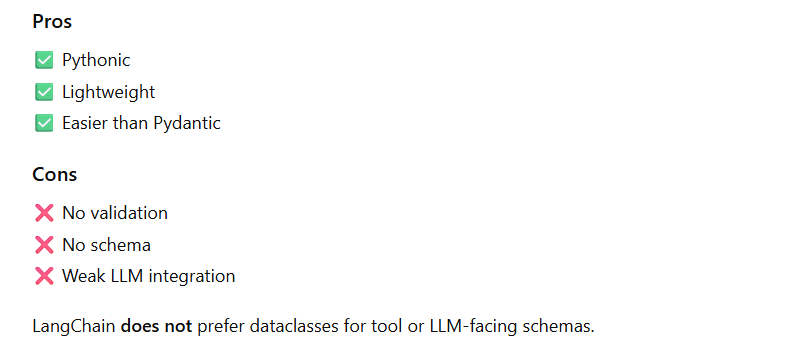 Pros
✅ Pythonic
✅ Lightweight
✅ Easier than Pydantic
Cons
❌ No validation
❌ No schema
❌ Weak LLM integration
LangChain does not prefer dataclasses for tool or LLM-facing schemas.